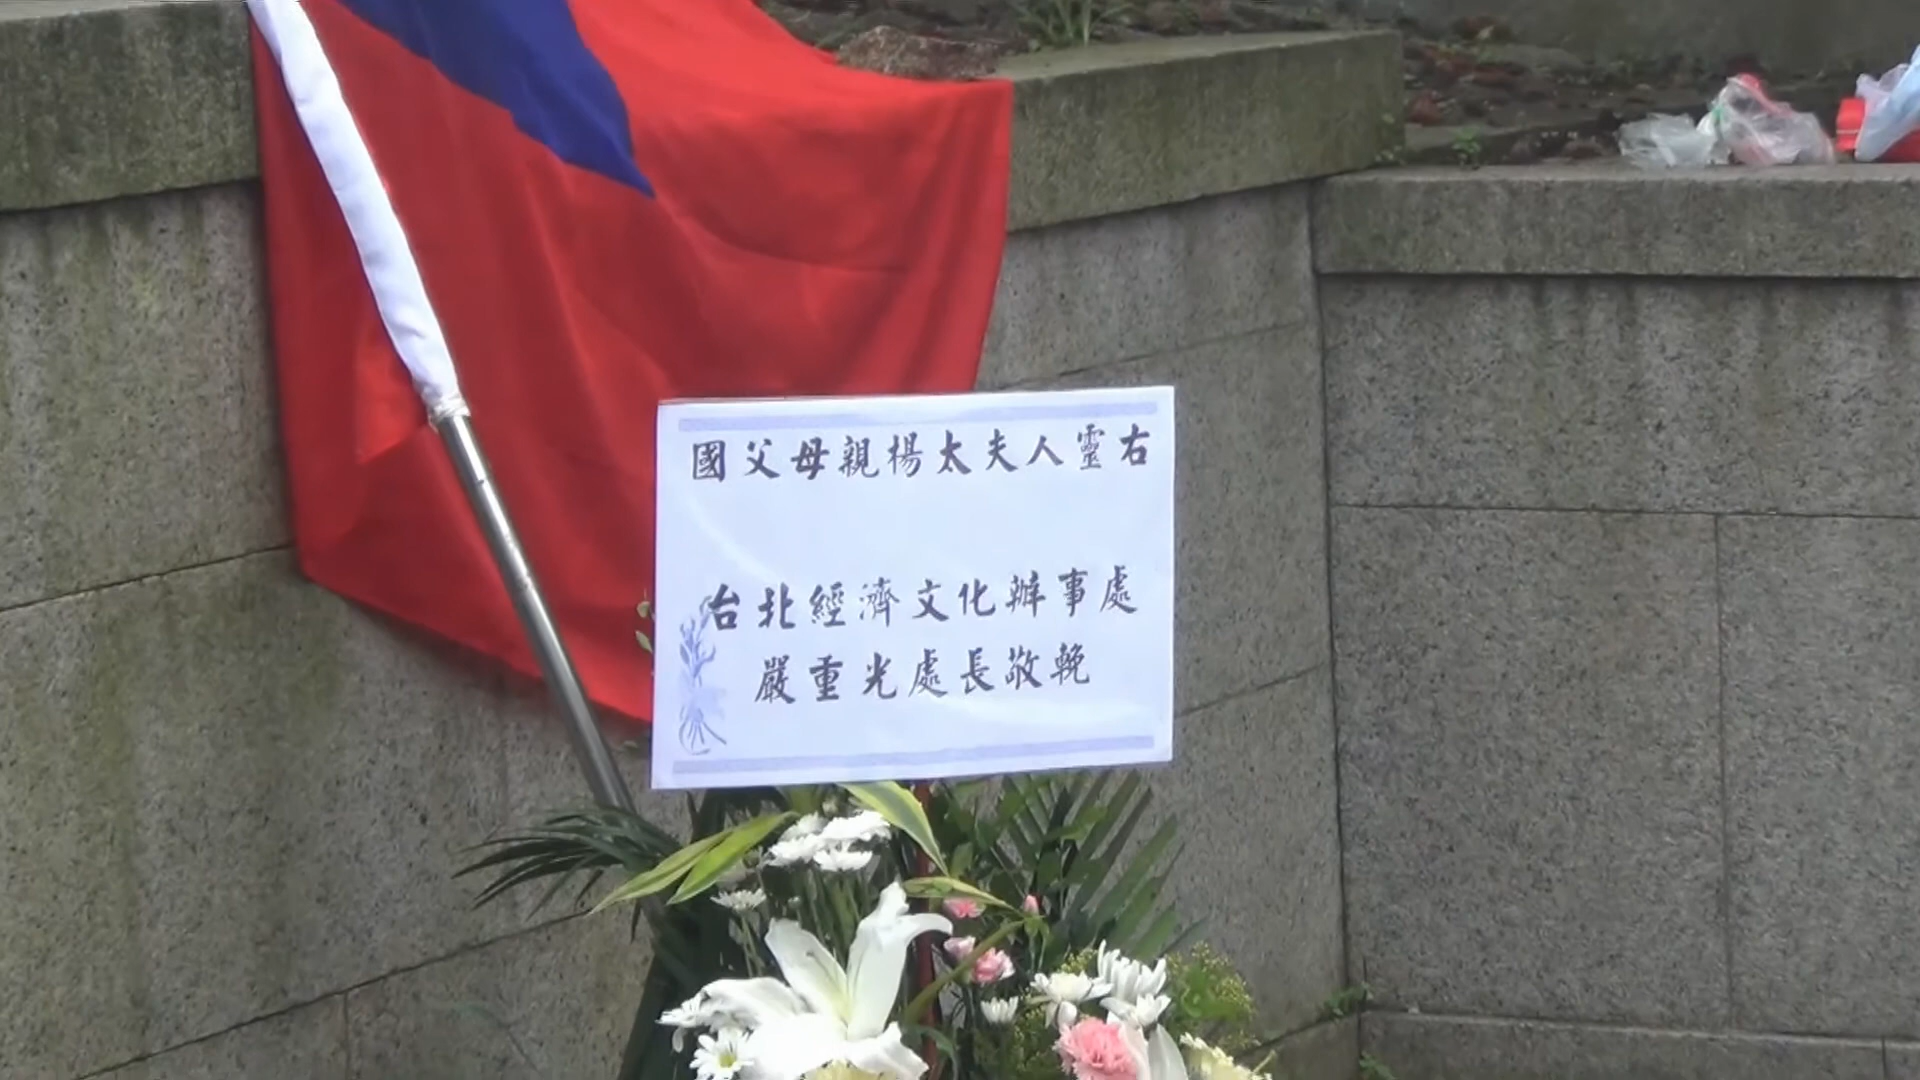 國父母親楊太夫人靈右
台北經濟文化辦事處
嚴重光處長敬輓